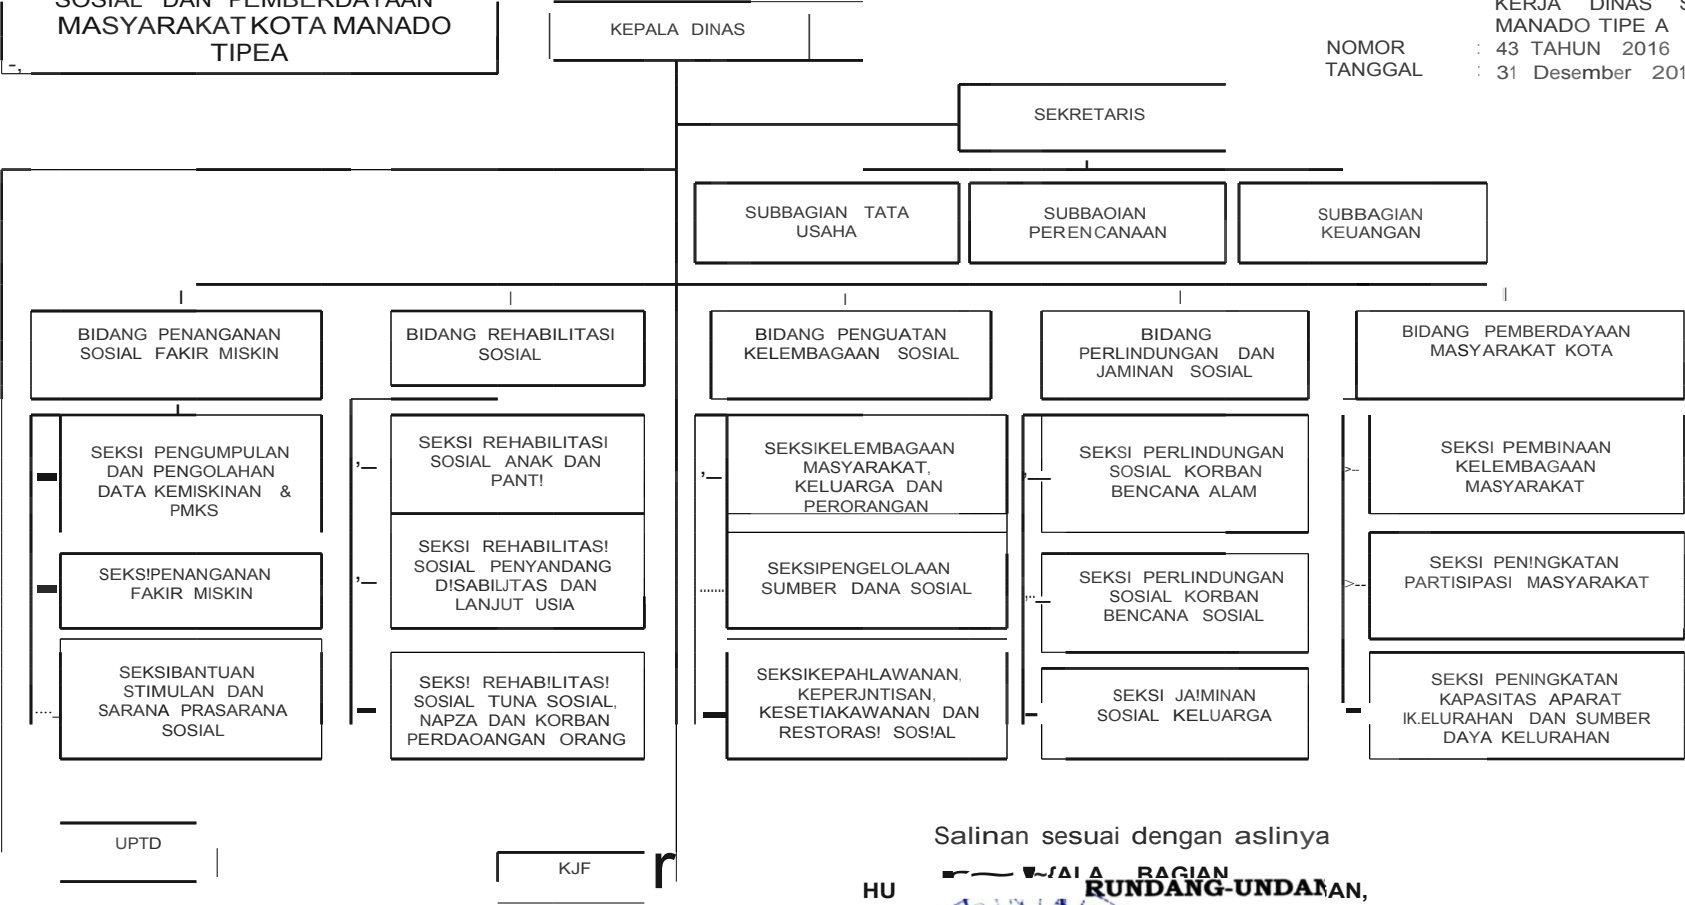 SOSIAL DAN PEMBERDAYAAN
MASYARAKAT KOTA MANADO
TIPEA
KEPALA DINAS
KERJA DINAS S
MANADO TIPE A
NOMOR : 43 TAHUN 2016
TANGGAL : 31 Desember 201
SEKRETARIS
SUBBAGIAN TATA
USAHA
SUBBAOIAN
PERENCANAAN
SUBBAGIAN
KEUANGAN
BIDANG PENANGANAN
SOSIAL FAKIR MISKIN
BIDANG REHABILITASI
SOSIAL
BIDANG PENGUATAN
KELEMBAGAAN SOSIAL
BIDANG
PERLINDUNGAN DAN
JAMINAN SOSIAL
BIDANG PEMBERDAYAAN
MASYARAKAT KOTA
SEKSI PENGUMPULAN
DAN PENGOLAHAN
DATA KEMISKINAN &
PMKS
SEKSI REHABILITASI
SOSIAL ANAK DAN
PANT!
SEKSIKELEMBAGAAN
MASYARAKAT,
KELUARGA DAN
PERORANGAN
SEKSI PERLINDUNGAN
SOSIAL KORBAN
BENCANA ALAM
SEKSI PEMBINAAN
KELEMBAGAAN
MASYARAKAT
SEKS!PENANGANAN
FAKIR MISKIN
SEKSI REHABILITAS!
SOSIAL PENYANDANG
D!SABILJTAS DAN
LANJUT USIA
SEKSIPENGELOLAAN
SUMBER DANA SOSIAL
SEKSI PERLINDUNGAN
SOSIAL KORBAN
BENCANA SOSIAL
SEKSI PEN!NGKATAN
PARTISIPASI MASYARAKAT
SEKSIBANTUAN
STIMULAN DAN
SARANA PRASARANA
SOSIAL
SEKS! REHAB!LITAS!
SOSIAL TUNA SOSIAL,
NAPZA DAN KORBAN
PERDAOANGAN ORANG
SEKSIKEPAHLAWANAN,
KEPERJNTISAN,
KESETIAKAWANAN DAN
RESTORAS! SOS!AL
SEKSI JA!MINAN
SOSIAL KELUARGA
SEKSI PENINGKATAN
KAPASITAS APARAT
IK.ELURAHAN DAN SUMBER
DAYA KELURAHAN
UPTD
KJF
r
Salinan sesuai dengan aslinya
BAGIAN
HU RUNDANG-UNDANAN,